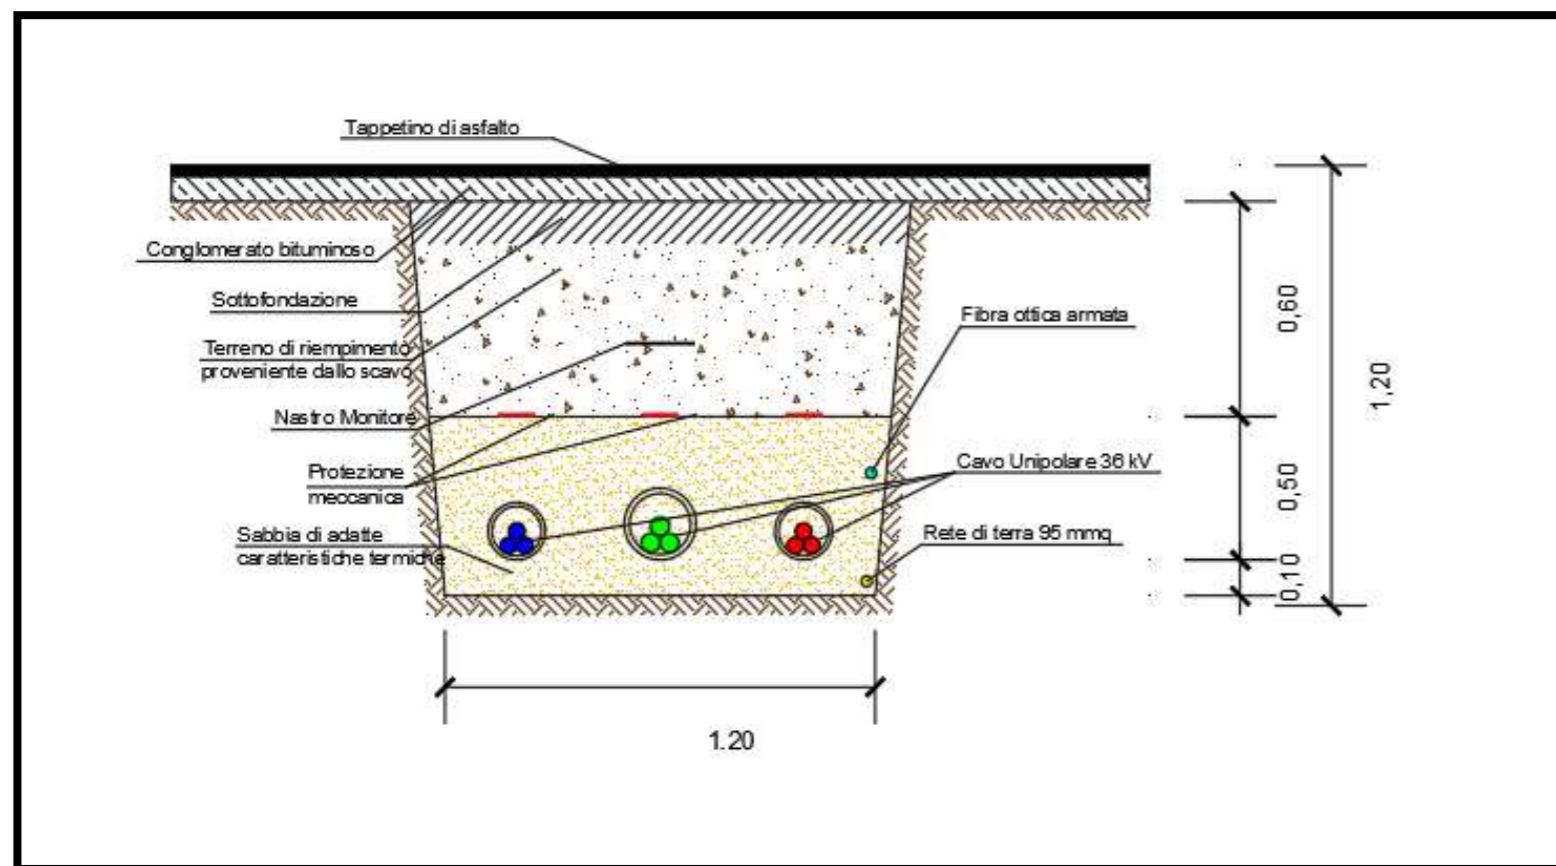 Tappetino di asfalto
Conglomerato bituminoso
Sottofondazione
Terreno di riempimento
proveniente dallo scavo
Nastro Monitore
Protezione
meccanica
Sabbia di adatte
caratteristiche termiche
Fibra ottica armata
Cavo Unipolare 36 kV
Rete di terra 95 mmq
0,60
0,50
0,10
1,20
1.20